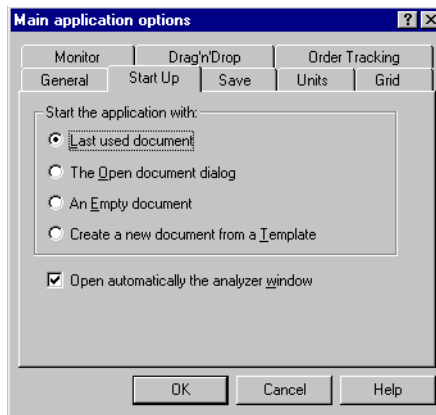 Main application options
Monitor Drag'n'Drop Order Tracking
General Start Up Save Units Grid
Start the application with:
Last used document
The Open document dialog
An Empty document
Create a new document from a Template
Open automatically the analyzer window
OK Cancel Help